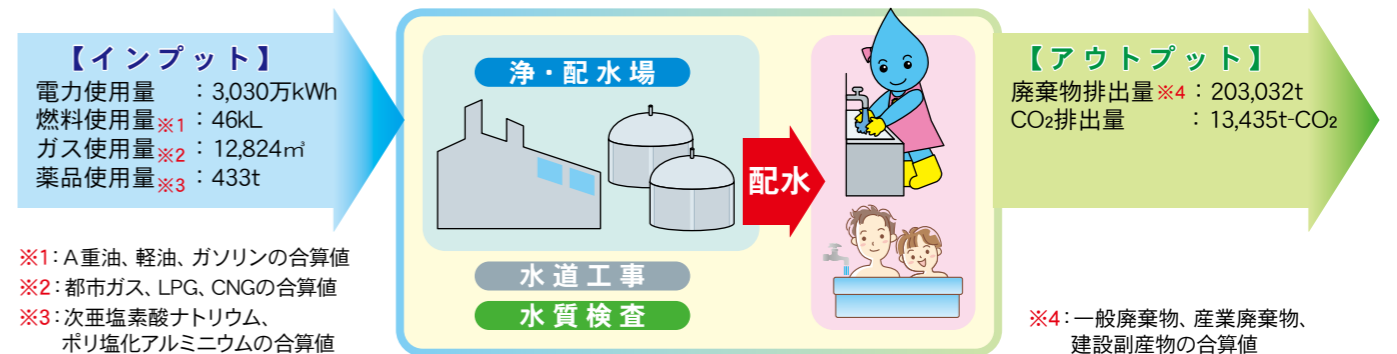 【インプット】
電力使用量 ：3,030万kWh
燃料使用量※1：46kL
ガス使用量※2：12,824㎥
薬品使用量※3：433t
※1：A重油、軽油、ガソリンの合算値
※2：都市ガス、LPG、CNGの合算値
※3：次亜塩素酸ナトリウム、
ポリ塩化アルミニウムの合算値
浄・配水場
配水
水道工事
水質検査
【アウトプット】
廃棄物排出量※4：203,032t
CO₂排出量 ：13,435t-CO₂
※4：一般廃棄物、産業廃棄物、
建設副産物の合算値